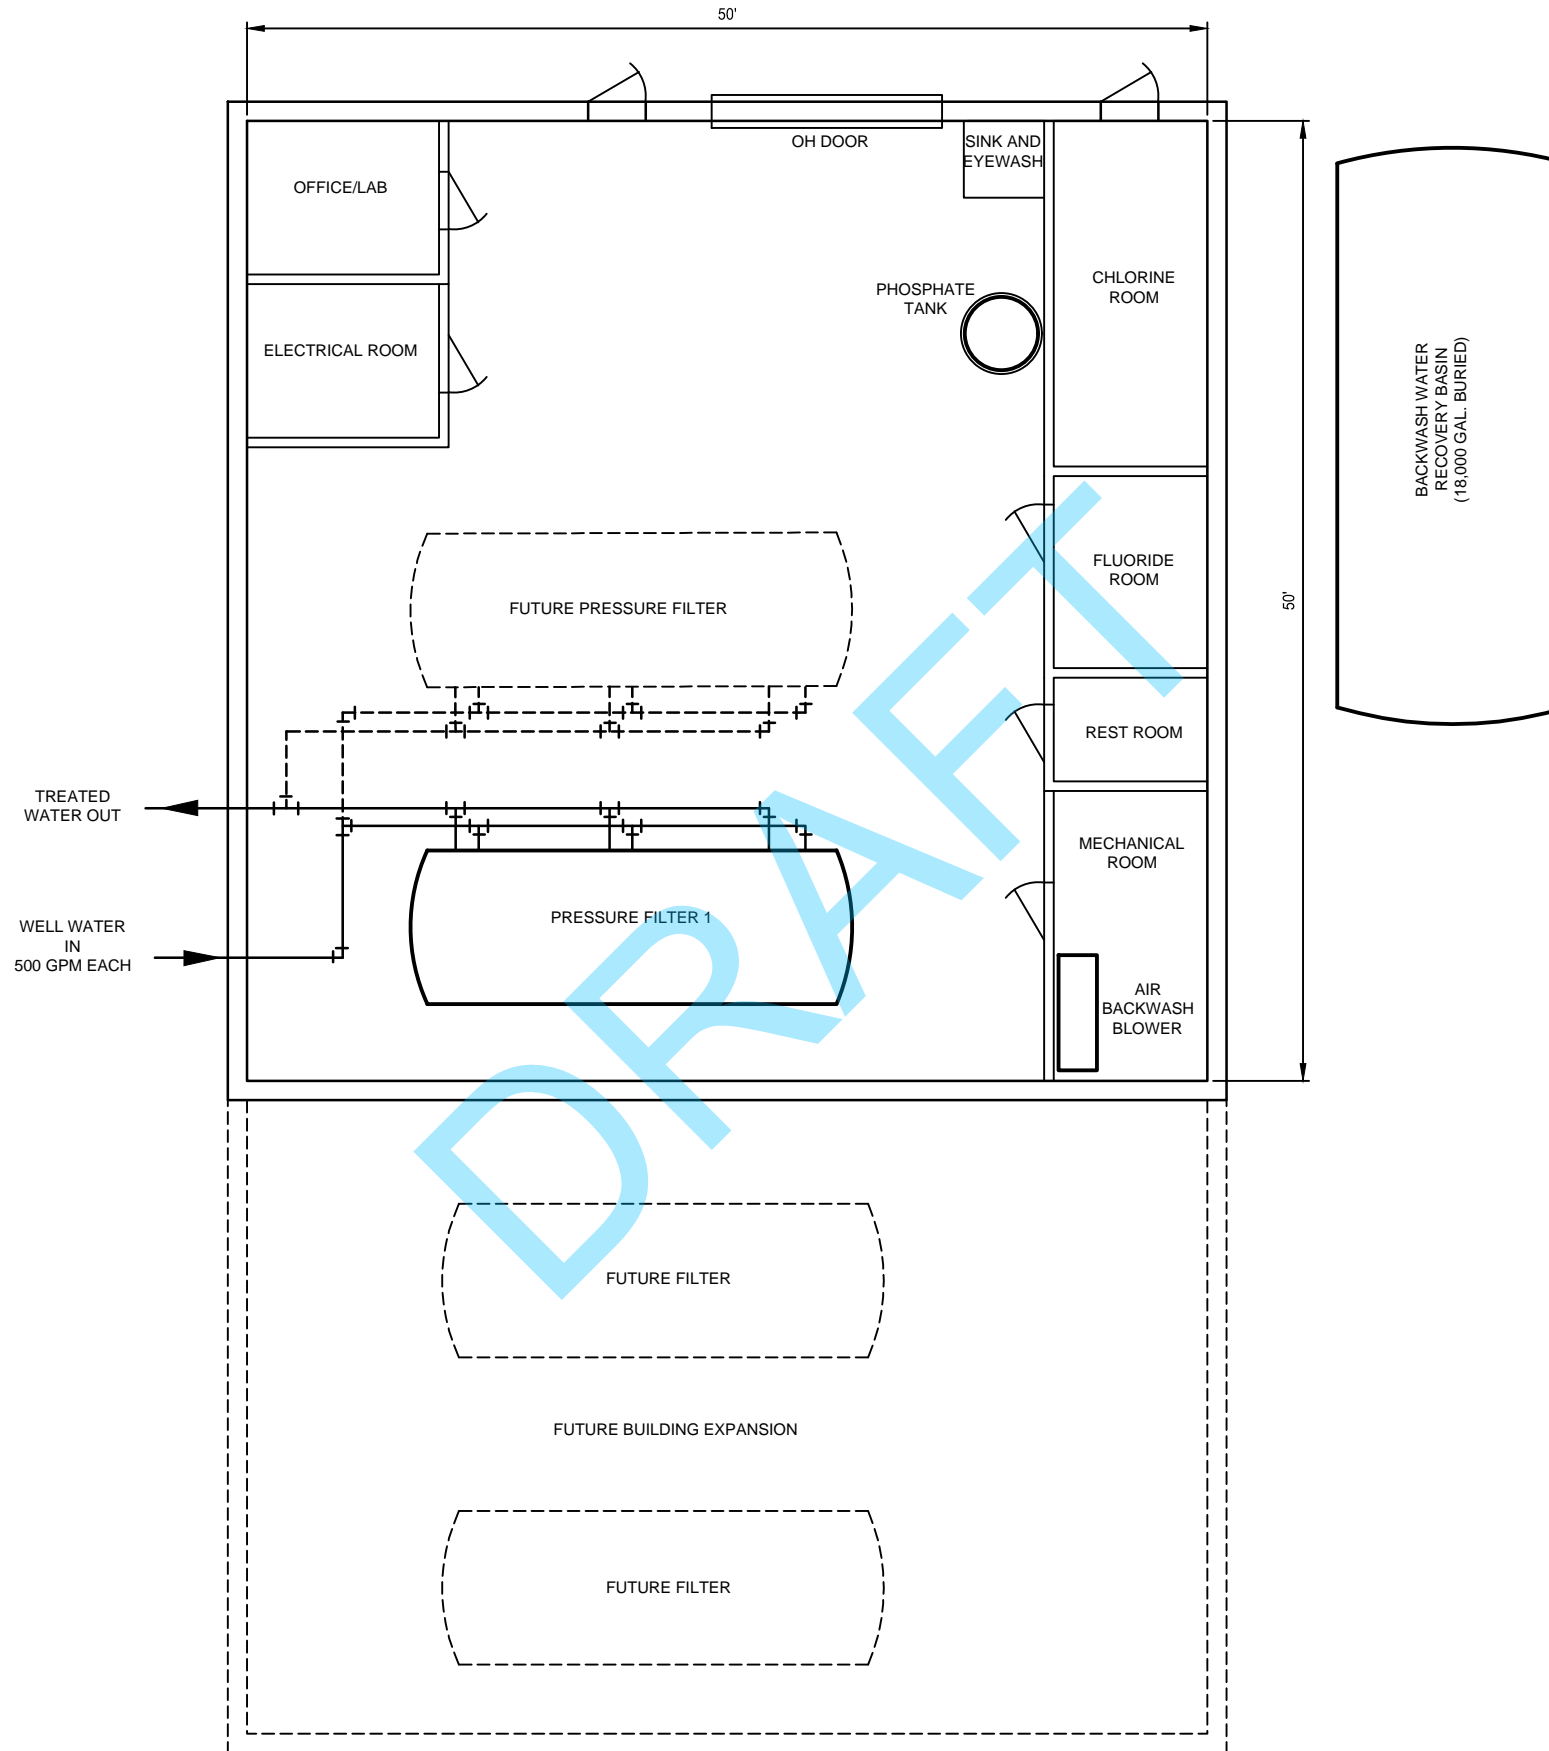 50'
OH DOOR
SINK AND
EYEWASH
OFFICE/LAB
CHLORINE
ROOM
PHOSPHATE
TANK
ELECTRICAL ROOM
BACKWASH WATER
RECOVERY BASIN
(18,000 GAL. BURIED)
FLUORIDE
ROOM
50'
FUTURE PRESSURE FILTER
REST ROOM
TREATED
WATER OUT
MECHANICAL
ROOM
PRESSURE FILTER 1
WELL WATER
IN
500 GPM EACH
AIR
BACKWASH
BLOWER
DRAFT
FUTURE FILTER
FUTURE BUILDING EXPANSION
FUTURE FILTER